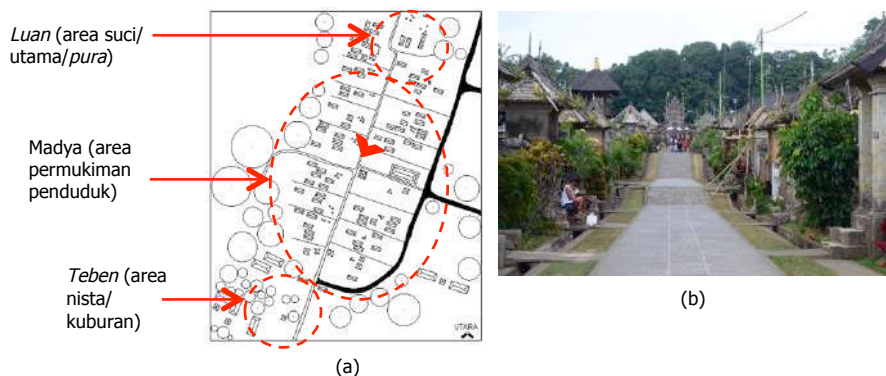 Luan (area suci/
utama/pura)
Madya (area
permukiman
penduduk)
Teben (area
nista/
kuburan)
UTARA
(a)
(b)